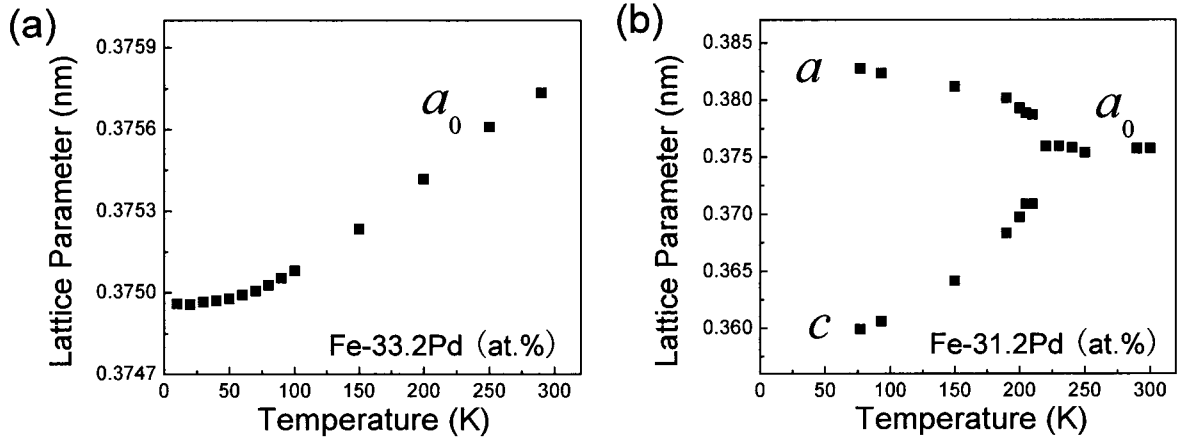 (a)
Lattice Parameter (nm)
0.3759
0.3756
0.3753
0.3750
0.3747
a₀
Fe-33.2Pd (at.%)
0 50 100 150 200 250 300
Temperature (K)
(b)
Lattice Parameter (nm)
0.385
0.380
0.375
0.370
0.365
0.360
a
a₀
c
Fe-31.2Pd (at.%)
0 50 100 150 200 250 300
Temperature (K)